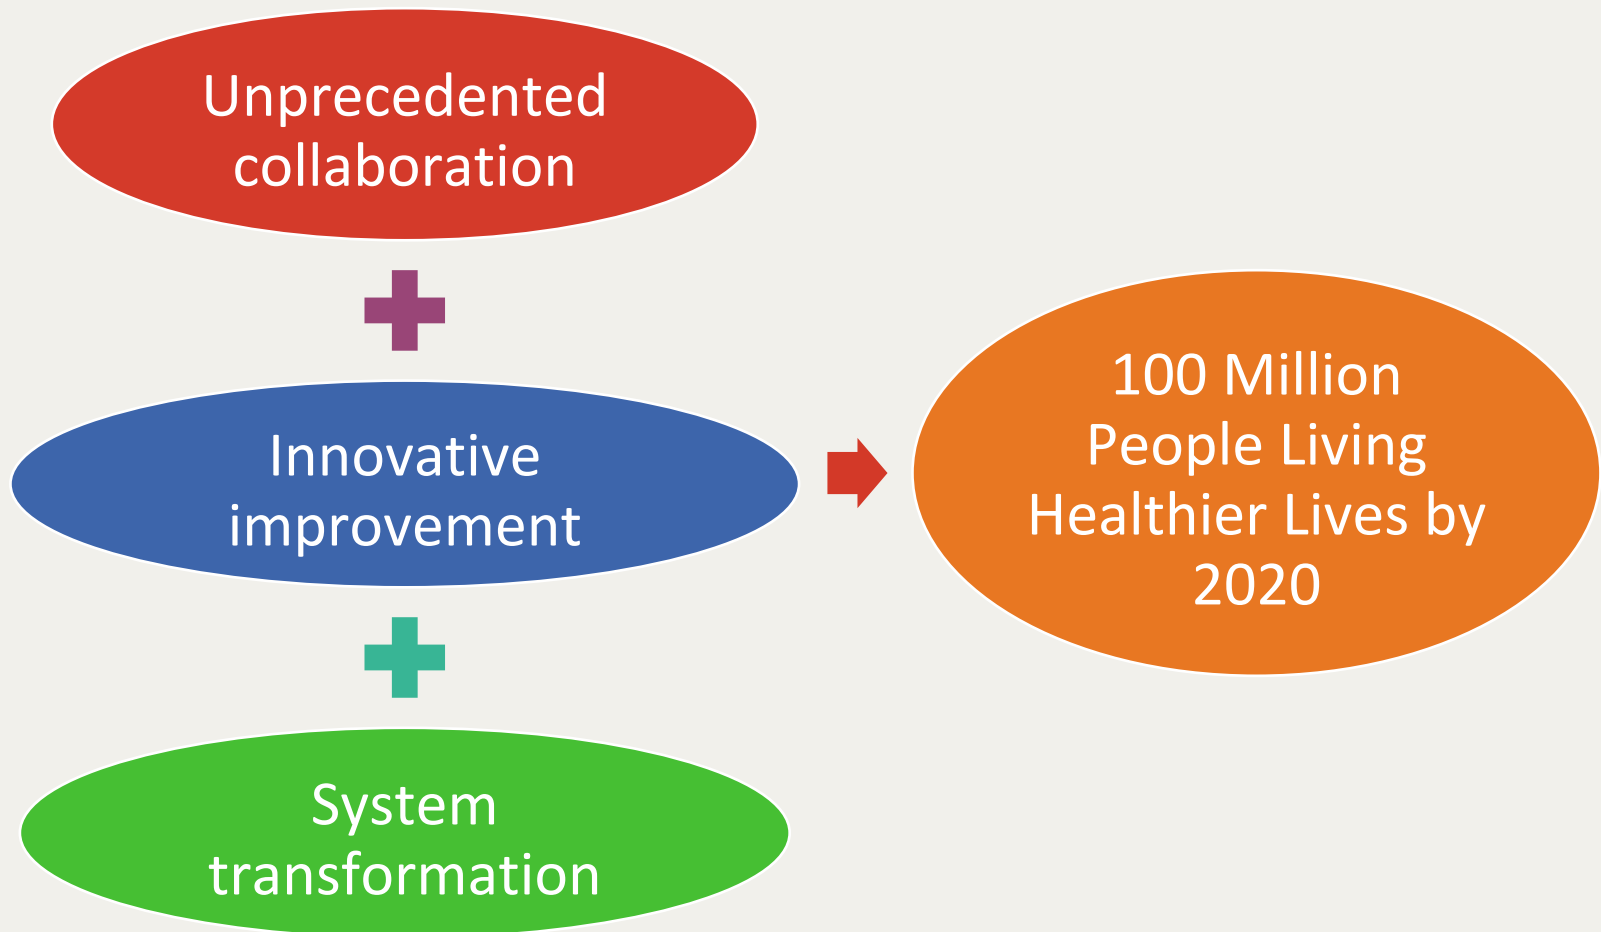 Unprecedented
collaboration
Innovative
improvement
System
transformation
100 Million
People Living
Healthier Lives by
2020